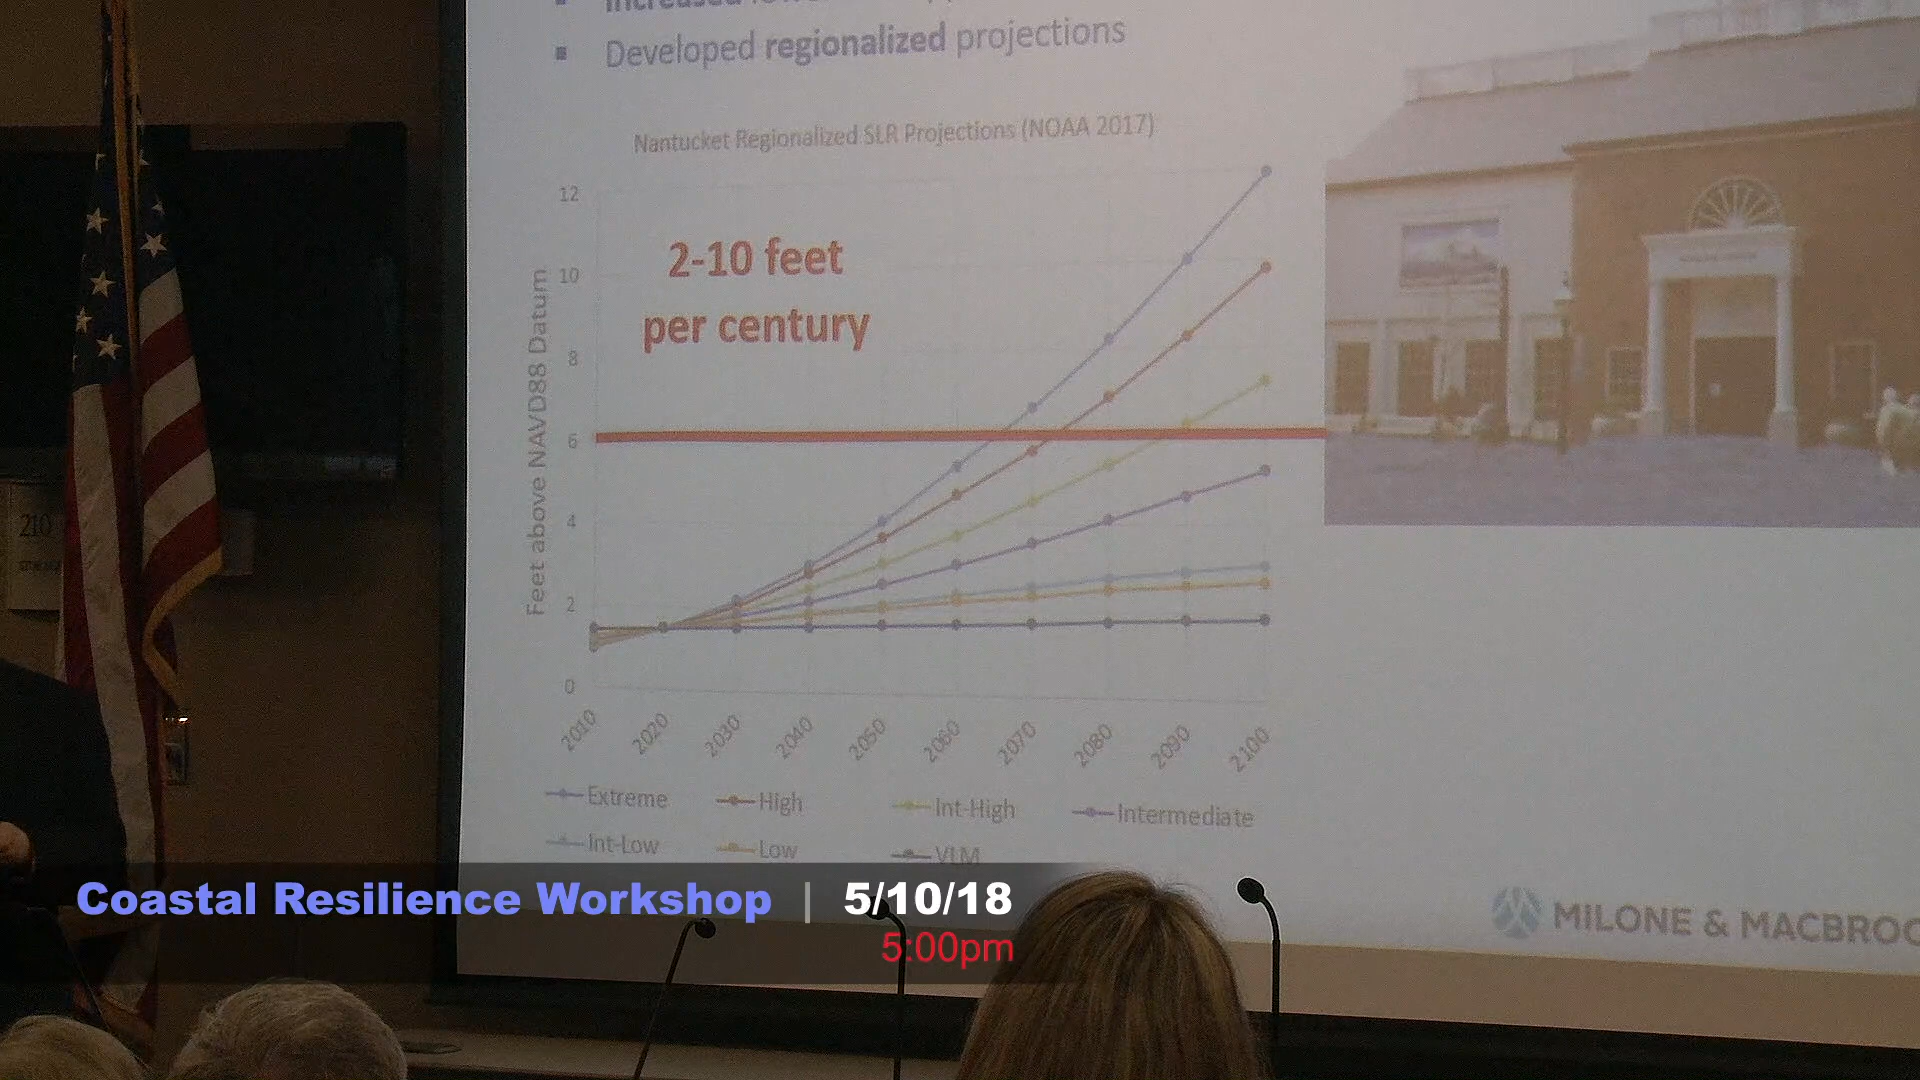 Increased
Developed regionalized projections
Nantucket Regionalized SLR Projections (NOAA 2017)
12
10
8
6
4
2
0
Feet above NAVD88 Datum
2-10 feet
per century
2010
2020
2030
2040
2050
2060
2070
2080
2090
2100
Extreme
High
Int-High
Intermediate
Int-Low
Low
VLM
210
Coastal Resilience Workshop | 5/10/18
5:00pm
MILONE & MACBROO